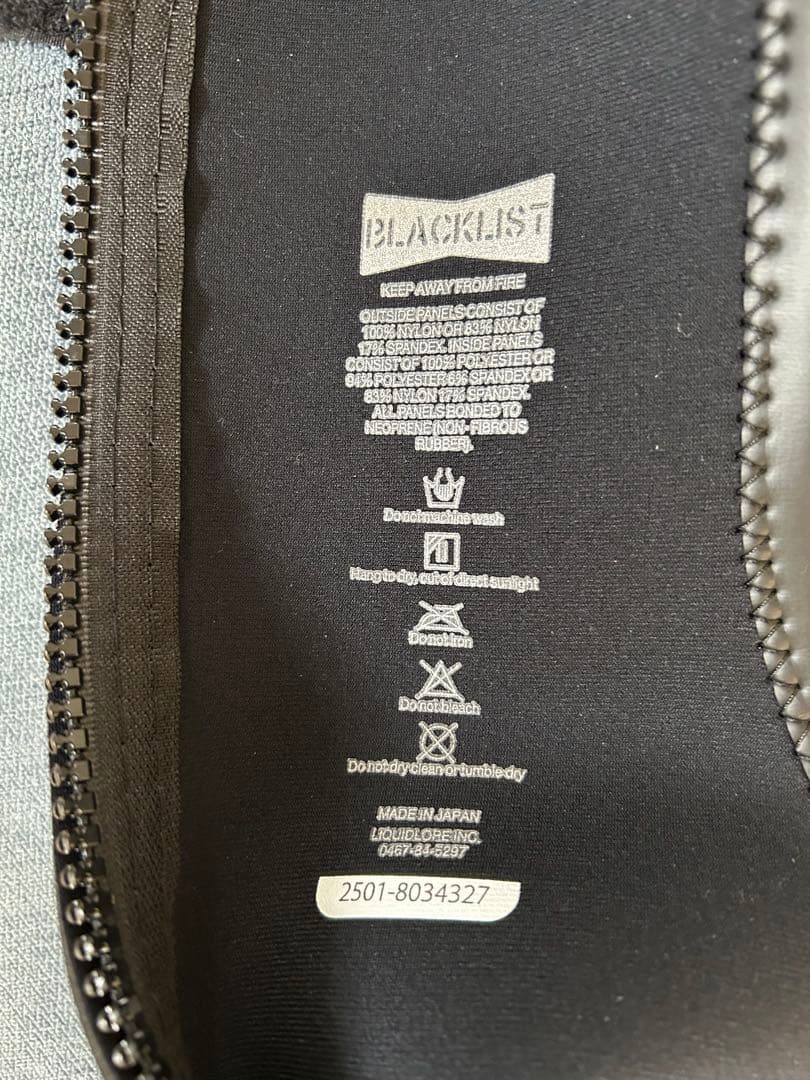 BLACKLIST
KEEP AWAY FROM FIRE
OUTSIDE PANELS CONSIST OF
100% NYLON OR 83% NYLON
17% SPANDEX. INSIDE PANELS
CONSIST OF 100% POLYESTER OR
94% POLYESTER 6% SPANDEX OR
83% NYLON 17% SPANDEX.
ALL PANELS BONDED TO
NEOPRENE (NON-FIBROUS
RUBBER).
Do not machine wash
Hang to dry, out of direct sunlight
Do not iron
Do not bleach
Do not dry clean or tumble dry
MADE IN JAPAN
LIQUIDLORE INC.
0467-84-5297
2501-8034327